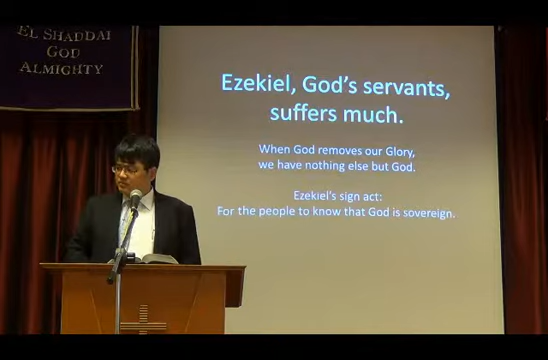 EL SHADDAI
GOD
ALMIGHTY
Ezekiel, God's servants,
suffers much.
When God removes our Glory,
we have nothing else but God.
Ezekiel's sign act:
For the people to know that God is sovereign.